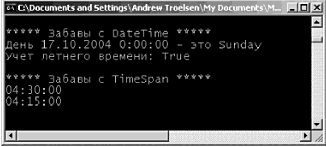 C:\Documents and Settings\Andrew Troelsen\My Documents\M...
***** Забавы с DateTime *****
День 17.10.2004 0:00:00 - это Sunday
Учет летнего времени: True
***** Забавы с TimeSpan *****
04:30:00
04:15:00